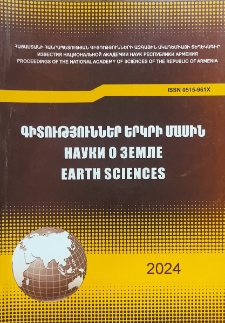 ՀԱՅԱՍՏԱՆԻ ՀԱՆՐԱՊԵՏՈՒԹՅԱՆ ԳԻՏՈՒԹՅՈՒՆՆԵՐԻ ԱԶԳԱՅԻՆ ԱԿԱԴԵՄԻԱՅԻ ՏԵՂԵԿԱԳԻՐ
ИЗВЕСТИЯ НАЦИОНАЛЬНОЙ АКАДЕМИИ НАУК РЕСПУБЛИКИ АРМЕНИЯ
PROCEEDINGS OF THE NATIONAL ACADEMY OF SCIENCES OF THE REPUBLIC OF ARMENIA
ISSN 0515-961X
ԳԻՏՈՒԹՅՈՒՆՆԵՐ ԵՐԿՐԻ ՄԱՍԻՆ
НАУКИ О ЗЕМЛЕ
EARTH SCIENCES
2024